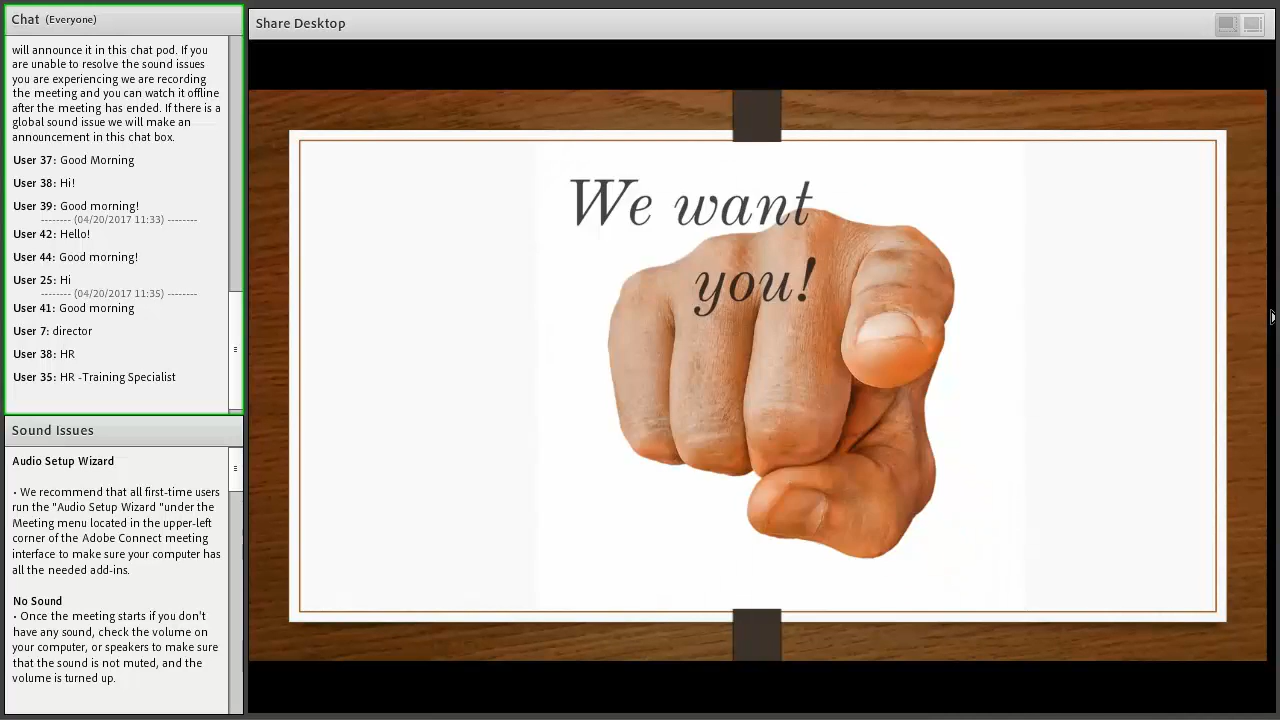 Chat (Everyone)
will announce it in this chat pod. If you
are unable to resolve the sound issues
you are experiencing we are recording
the meeting and you can watch it offline
after the meeting has ended. If there is a
global sound issue we will make an
announcement in this chat box.
User 37: Good Morning
User 38: Hi!
User 39: Good morning!
-------- (04/20/2017 11:33) --------
User 42: Hello!
User 44: Good morning!
User 25: Hi
-------- (04/20/2017 11:35) --------
User 41: Good morning
User 7: director
User 38: HR
User 35: HR -Training Specialist
Sound Issues
Audio Setup Wizard
• We recommend that all first-time users
run the "Audio Setup Wizard "under the
Meeting menu located in the upper-left
corner of the Adobe Connect meeting
interface to make sure your computer has
all the needed add-ins.
No Sound
• Once the meeting starts if you don't
have any sound, check the volume on
your computer, or speakers to make sure
that the sound is not muted, and the
volume is turned up.
Share Desktop
We want
you!